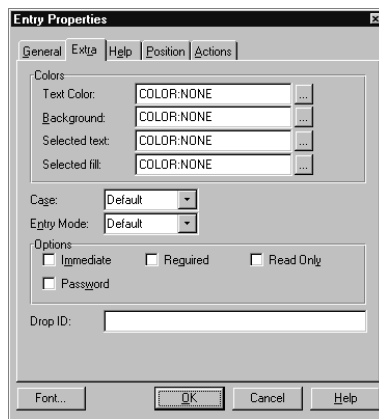 Entry Properties
General Extra Help Position Actions
Colors
Text Color: COLOR:NONE ...
Background: COLOR:NONE ...
Selected text: COLOR:NONE ...
Selected fill: COLOR:NONE ...
Case: Default
Entry Mode: Default
Options
Immediate Required Read Only
Password
Drop ID:
Font... OK Cancel Help